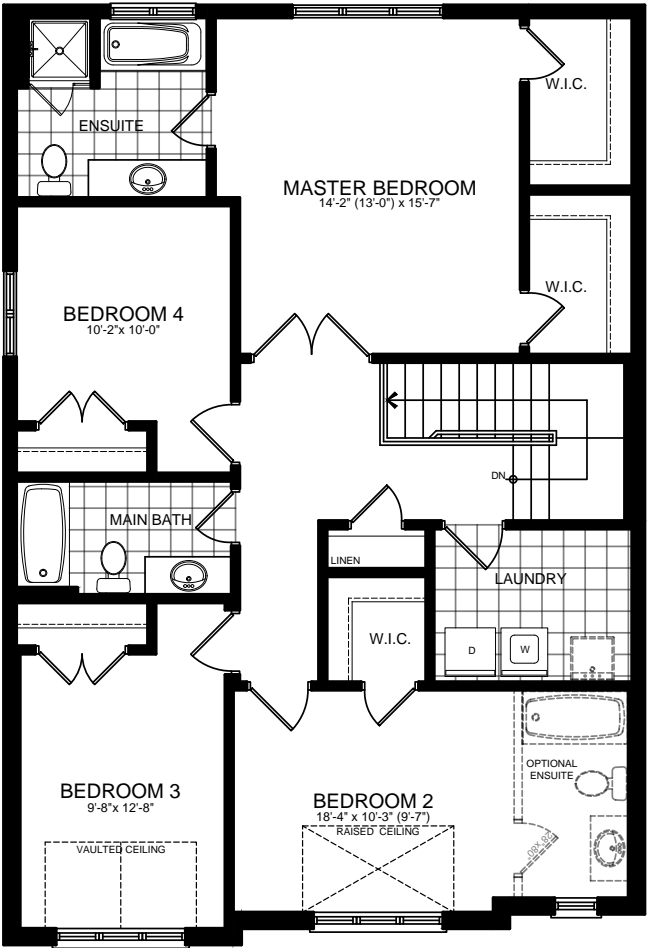 W.I.C.
ENSUITE
MASTER BEDROOM
14'-2" (13'-0") x 15'-7"
W.I.C.
BEDROOM 4
10'-2"x 10'-0"
DN
MAIN BATH
LINEN
LAUNDRY
W.I.C.
D
W
OPTIONAL
ENSUITE
BEDROOM 3
9'-8"x 12'-8"
BEDROOM 2
18'-4" x 10'-3" (9'-7")
RAISED CEILING
VAULTED CEILING